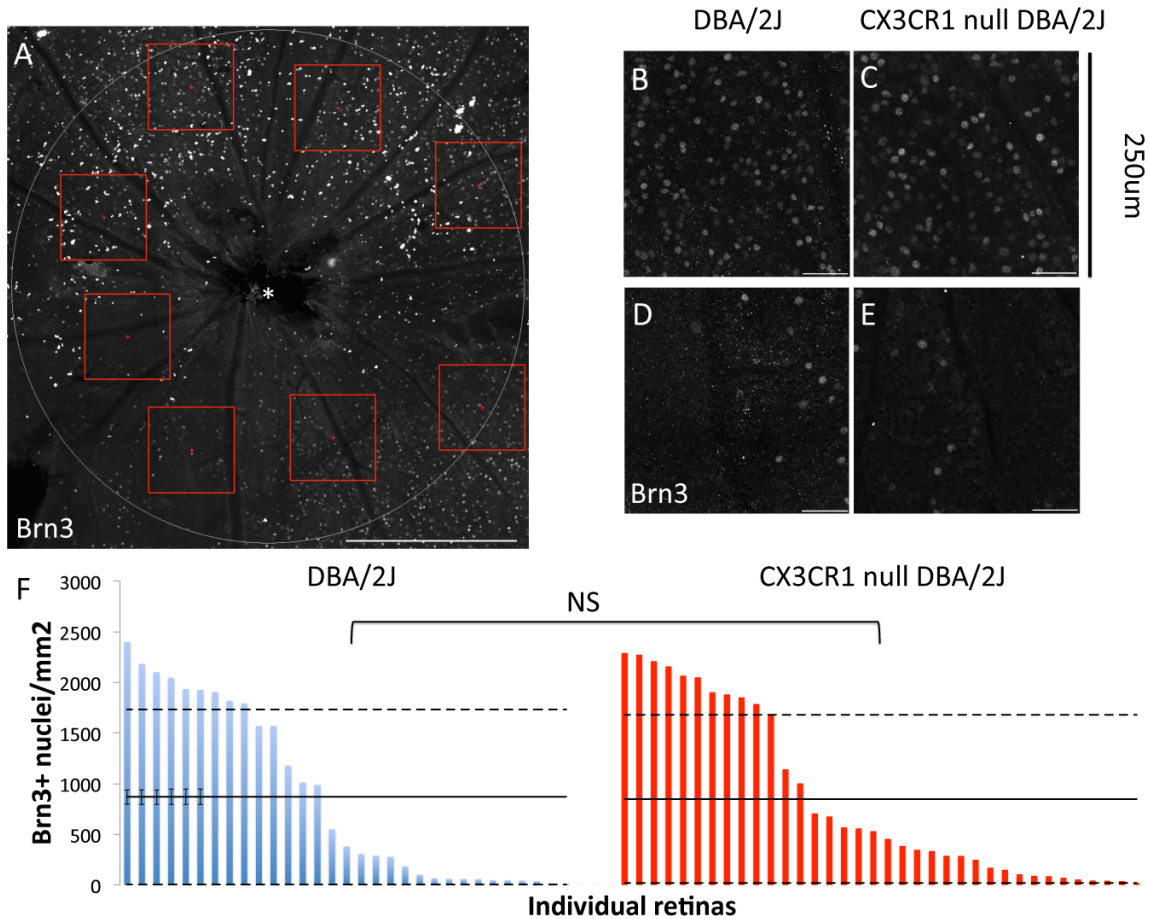 DBA/2J
CX3CR1 null DBA/2J
A
*
Brn3
B
C
250um
D
E
Brn3
F
DBA/2J
CX3CR1 null DBA/2J
NS
Brn3+ nuclei/mm2
3000
2500
2000
1500
1000
500
0
Individual retinas